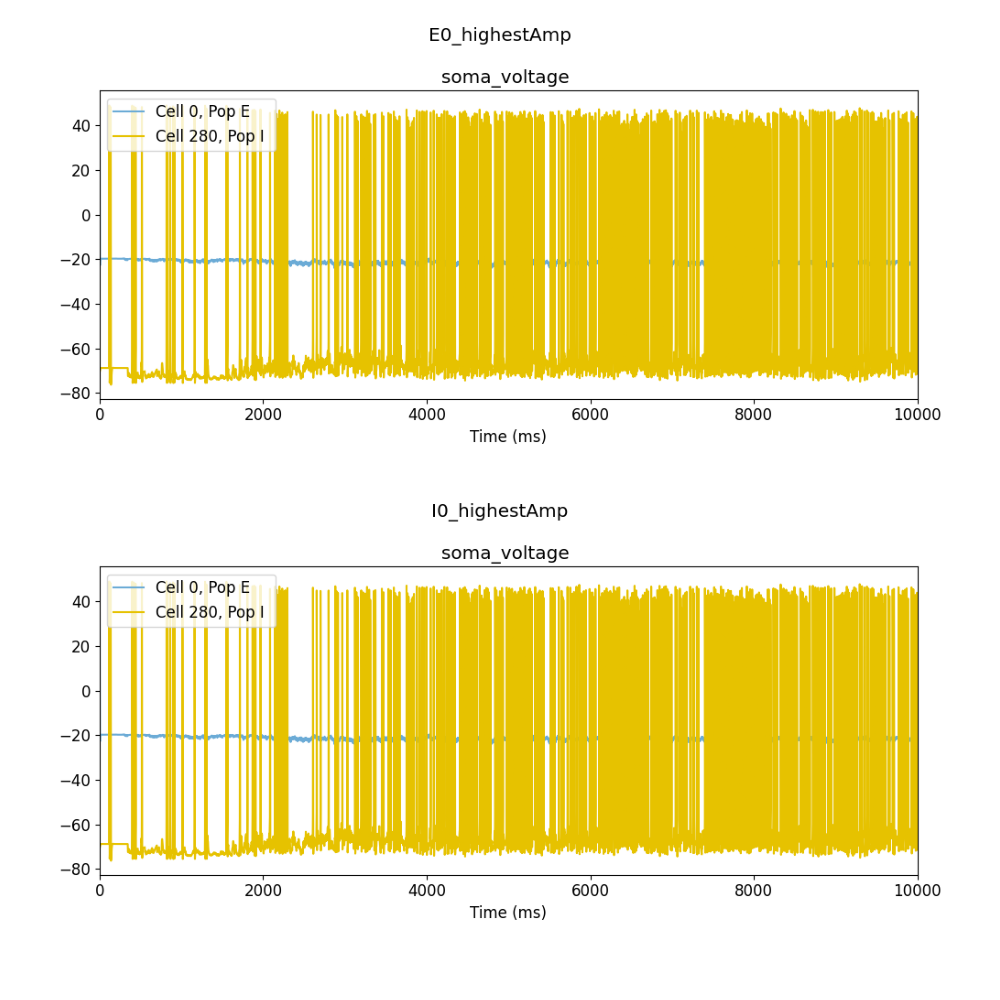 E0_highestAmp
soma_voltage
Cell 0, Pop E
Cell 280, Pop I
40
20
0
−20
−40
−60
−80
0 2000 4000 6000 8000 10000
Time (ms)
I0_highestAmp
soma_voltage
Cell 0, Pop E
Cell 280, Pop I
40
20
0
−20
−40
−60
−80
0 2000 4000 6000 8000 10000
Time (ms)